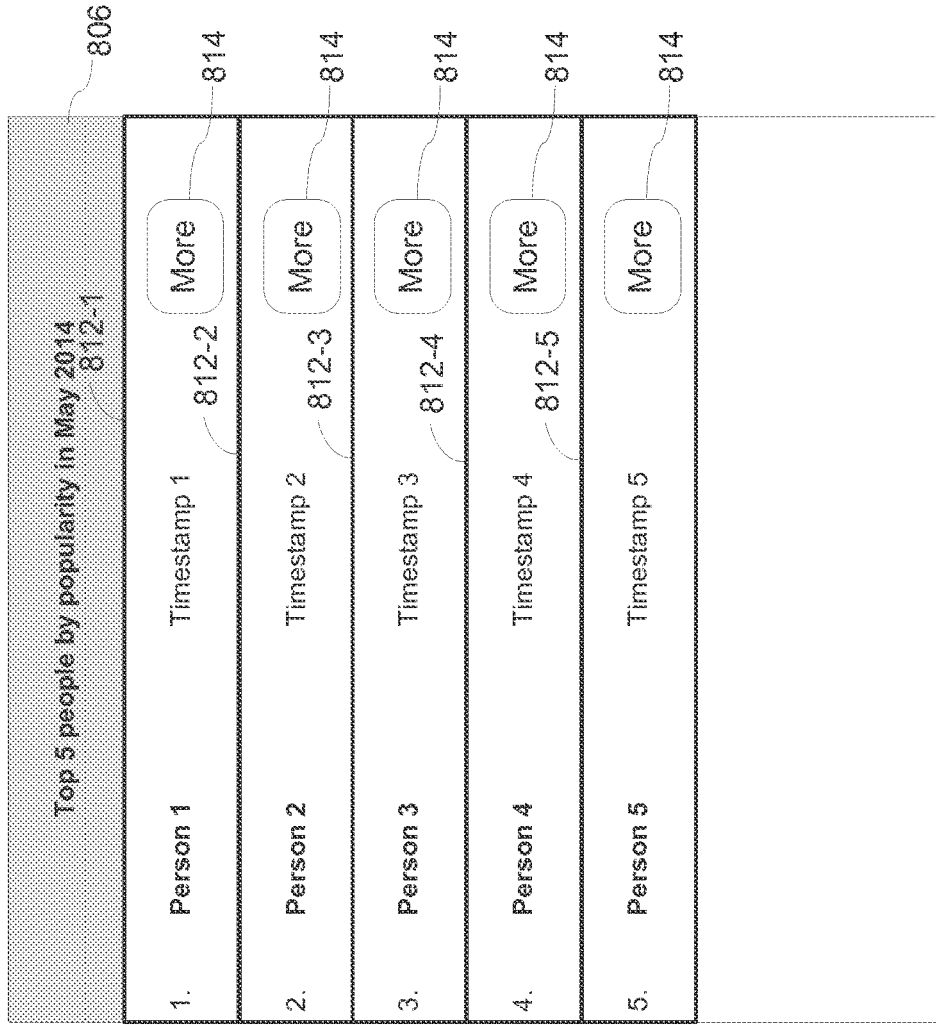 806
Top 5 people by popularity in May 2014
812-1
1. Person 1 Timestamp 1 More 814
812-2
2. Person 2 Timestamp 2 More 814
812-3
3. Person 3 Timestamp 3 More 814
812-4
4. Person 4 Timestamp 4 More 814
812-5
5. Person 5 Timestamp 5 More 814